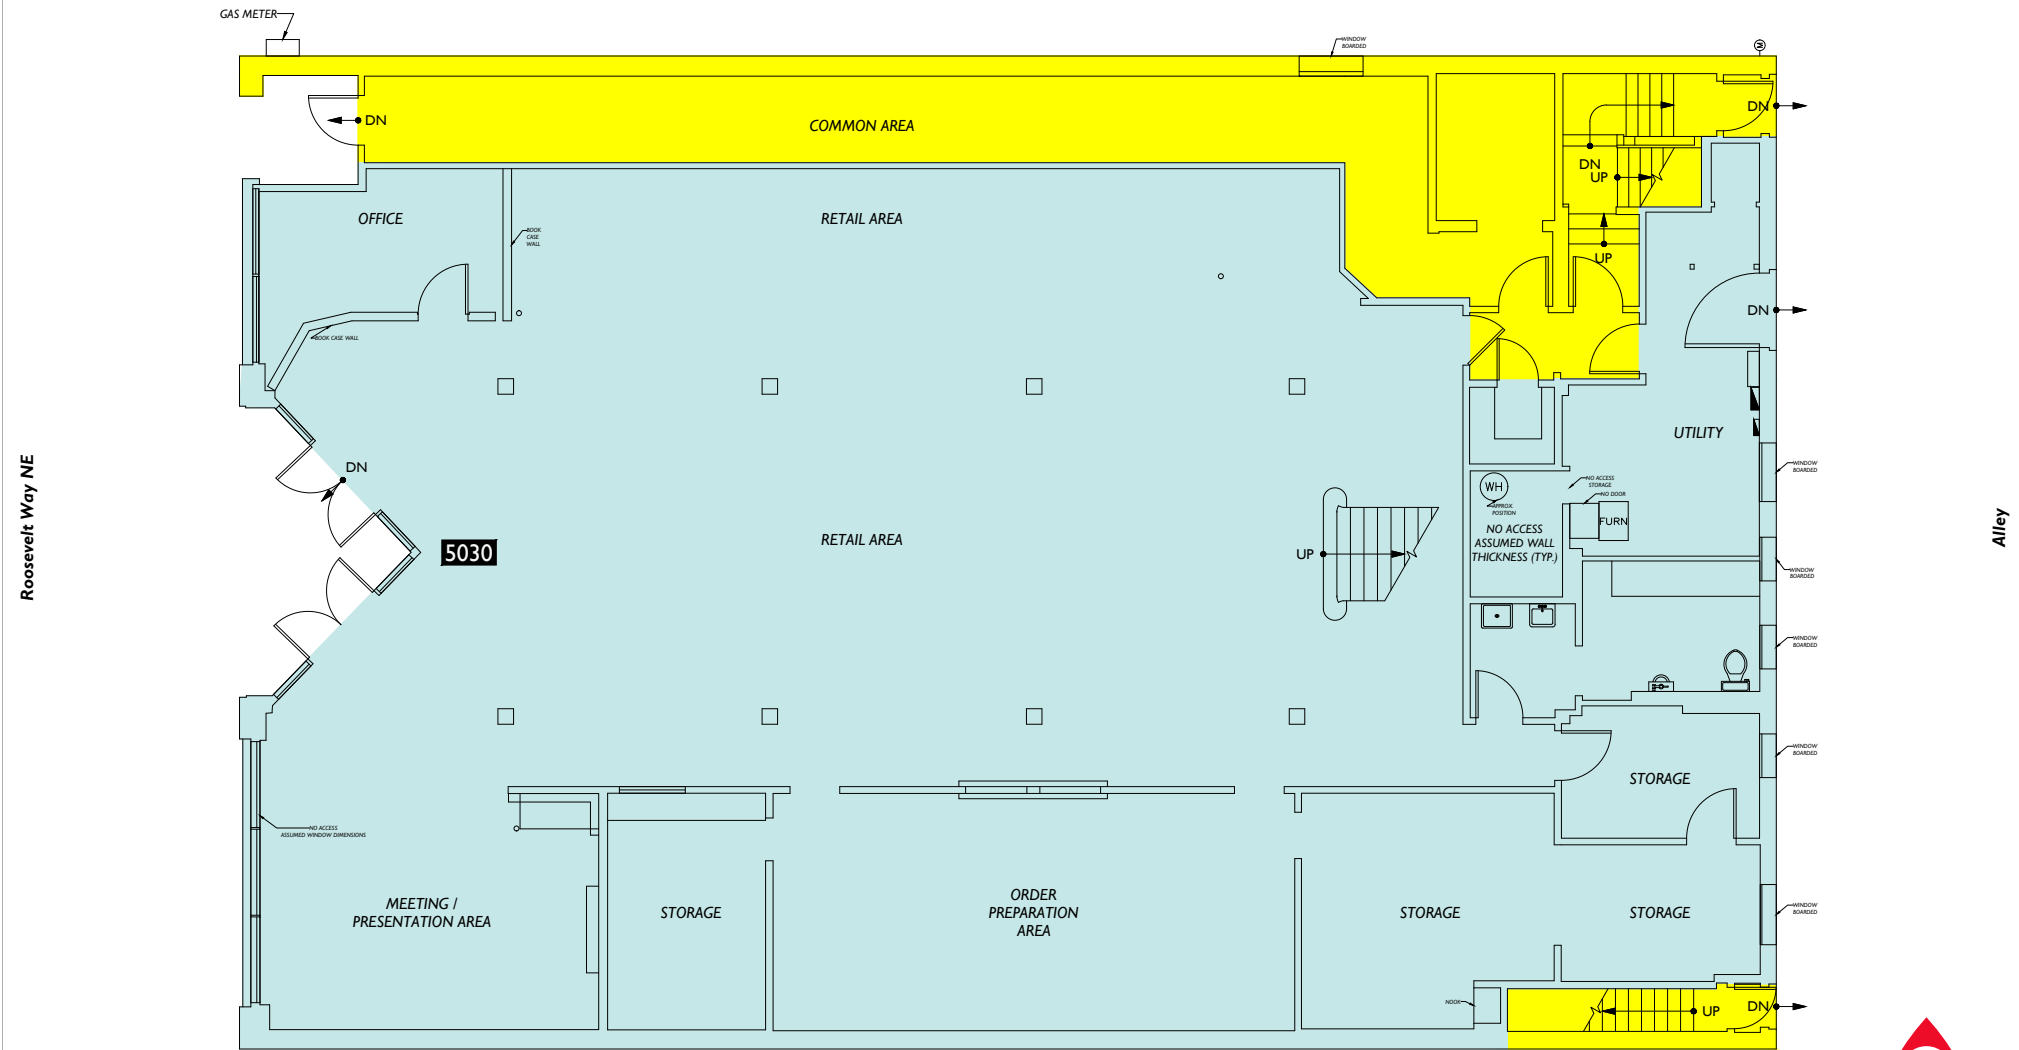 GAS METER
WINDOW
BOARDED
M
DN
DN
COMMON AREA
DN
UP
OFFICE
RETAIL AREA
BOOK
CASE
WALL
UP
DN
BOOK CASE WALL
UTILITY
Roosevelt Way NE
DN
WINDOW
BOARDED
NO ACCESS
STORAGE
WH
NO DOOR
APPROX.
POSITION
FURN
Alley
NO ACCESS
ASSUMED WALL
THICKNESS (TYP.)
RETAIL AREA
5030
UP
WINDOW
BOARDED
WINDOW
BOARDED
WINDOW
BOARDED
STORAGE
NO ACCESS
ASSUMED WINDOW DIMENSIONS
MEETING /
PRESENTATION AREA
STORAGE
ORDER
PREPARATION
AREA
STORAGE
STORAGE
WINDOW
BOARDED
NOOK
UP
DN